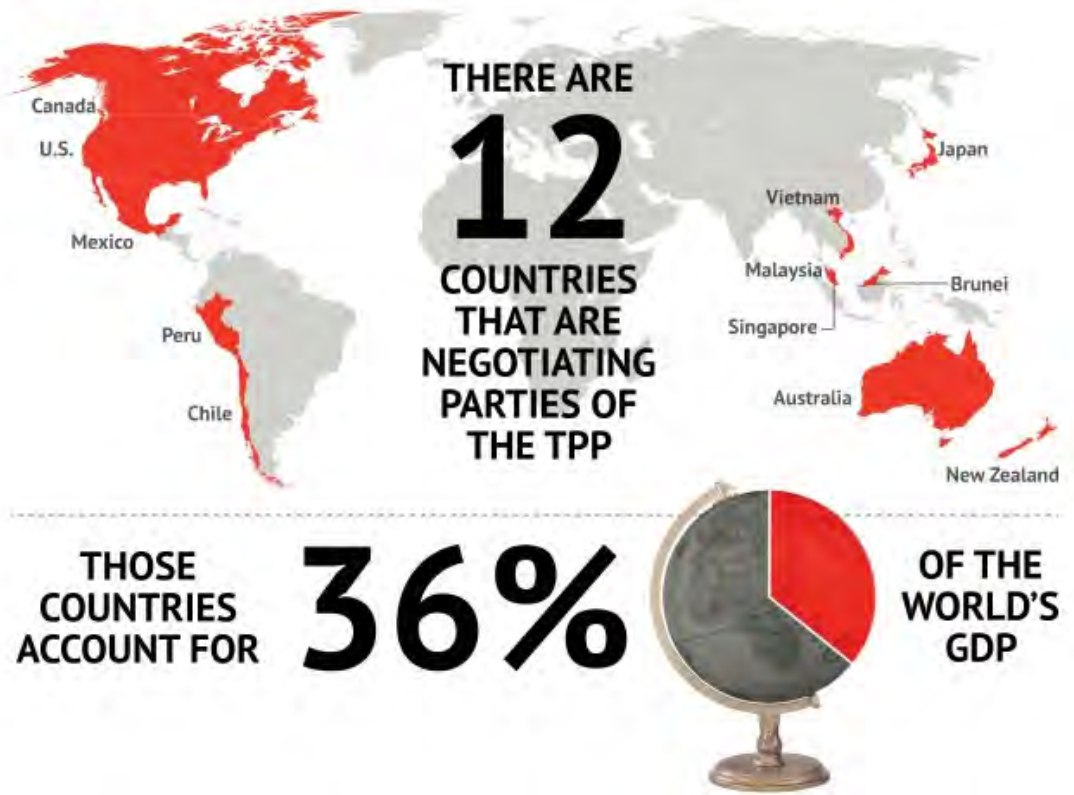 THERE ARE
12
COUNTRIES
THAT ARE
NEGOTIATING
PARTIES OF
THE TPP
Canada
U.S.
Mexico
Peru
Chile
Japan
Vietnam
Malaysia
Brunei
Singapore
Australia
New Zealand
THOSE
COUNTRIES
ACCOUNT FOR
36%
OF THE
WORLD'S
GDP